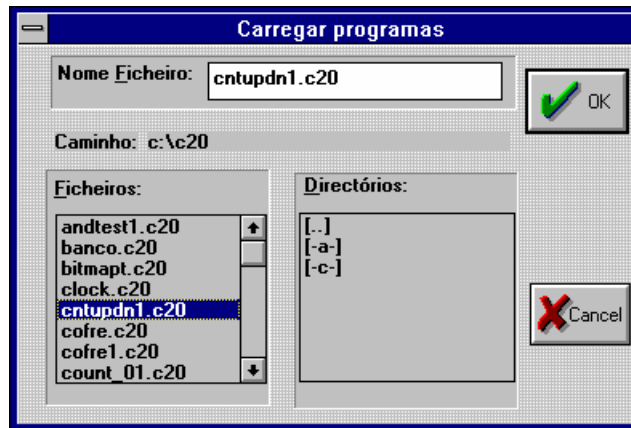 Carregar programas
Nome Ficheiro: cntupdn1.c20
OK
Caminho: c:\c20
Ficheiros:
andtest1.c20
banco.c20
bitmapt.c20
clock.c20
cntupdn1.c20
cofre.c20
cofre1.c20
count_01.c20
Directórios:
[..]
[-a-]
[-c-]
Cancel